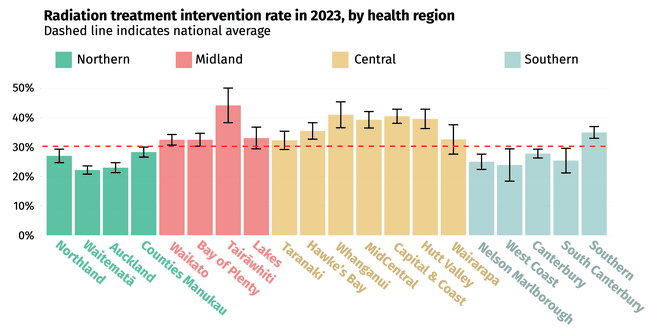 Radiation treatment intervention rate in 2023, by health region
Dashed line indicates national average
Northern
Midland
Central
Southern
50%
40%
30%
20%
10%
0%
Northland
Waitematā
Auckland
Counties Manukau
Waikato
Bay of Plenty
Tairāwhiti
Lakes
Taranaki
Hawke's Bay
Whanganui
MidCentral
Capital & Coast
Hutt Valley
Wairarapa
Nelson Marlborough
West Coast
Canterbury
South Canterbury
Southern